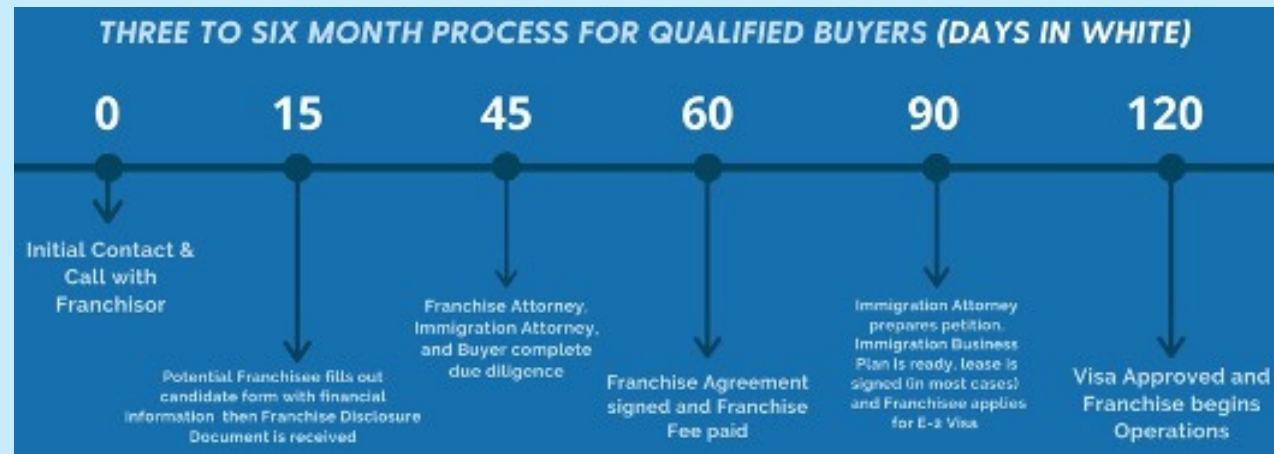 THREE TO SIX MONTH PROCESS FOR QUALIFIED BUYERS (DAYS IN WHITE)
0
15
45
60
90
120
Initial Contact &
Call with
Franchisor
Potential Franchisee fills out
candidate form with financial
information then Franchise Disclosure
Document is received
Franchise Attorney,
Immigration Attorney,
and Buyer complete
due diligence
Franchise Agreement
signed and Franchise
Fee paid
Immigration Attorney
prepares petition,
Immigration Business
Plan is ready, lease is
signed (in most cases)
and Franchisee applies
for E-2 Visa
Visa Approved and
Franchise begins
Operations